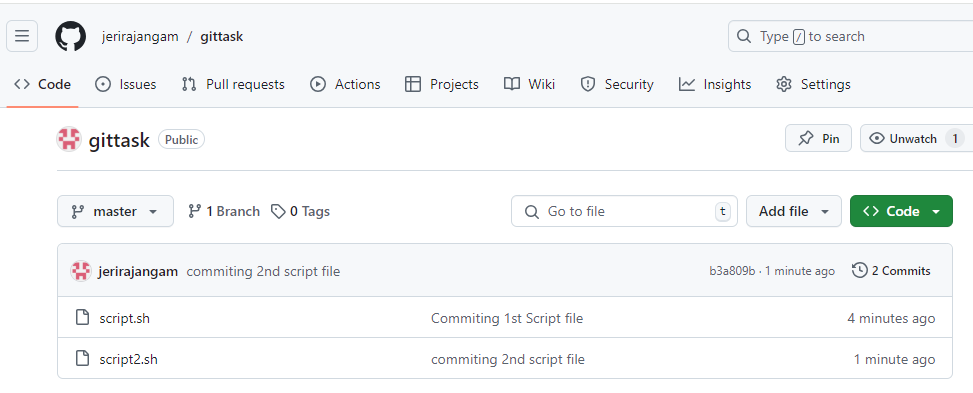 jerirajangam / gittask
Type / to search
Code Issues Pull requests Actions Projects Wiki Security Insights Settings
gittask Public Pin Unwatch 1
master 1 Branch 0 Tags Go to file t Add file Code
jerirajangam commiting 2nd script file b3a809b · 1 minute ago 2 Commits
script.sh Commiting 1st Script file 4 minutes ago
script2.sh commiting 2nd script file 1 minute ago